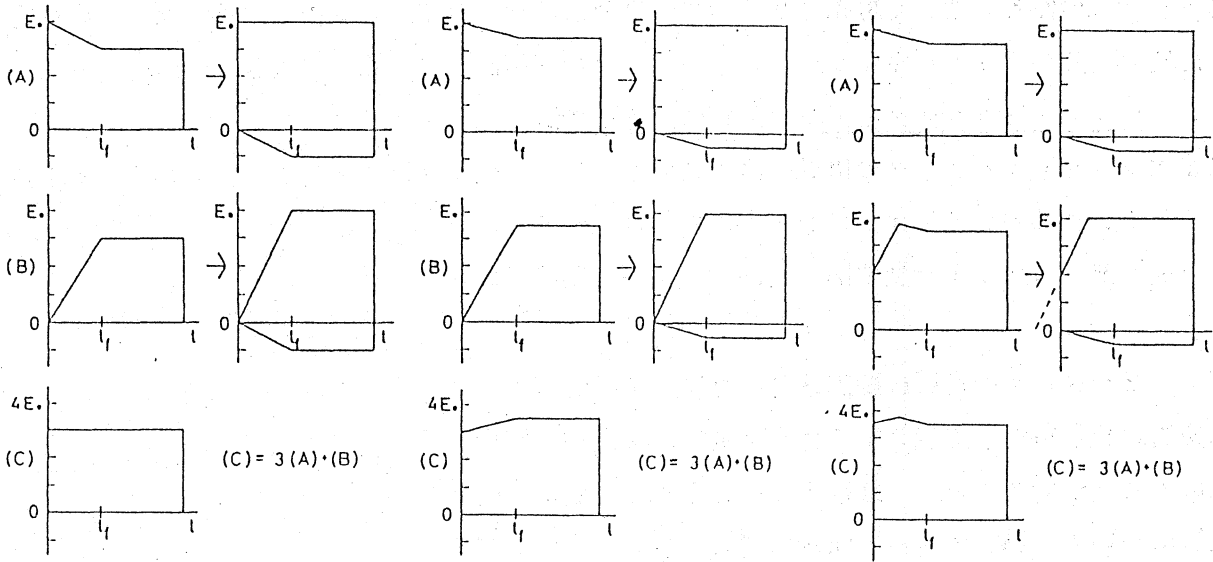 E.
(A)
0
l_f
E.
0
l_f
l
E.
(A)
0
l_f
E.
0
l_f
l
E.
(A)
0
l_f
E.
0
l_f
l
E.
(B)
0
l_f
E.
0
l_f
l
E.
(B)
0
l_f
E.
0
l_f
l
E.
(B)
0
l_f
E.
0
l_f
l
4E.
(C)
0
l_f
l
(C)= 3(A)+(B)
4E.
(C)
0
l_f
l
(C)= 3(A)+(B)
4E.
(C)
0
l_f
l
(C)= 3(A)+(B)